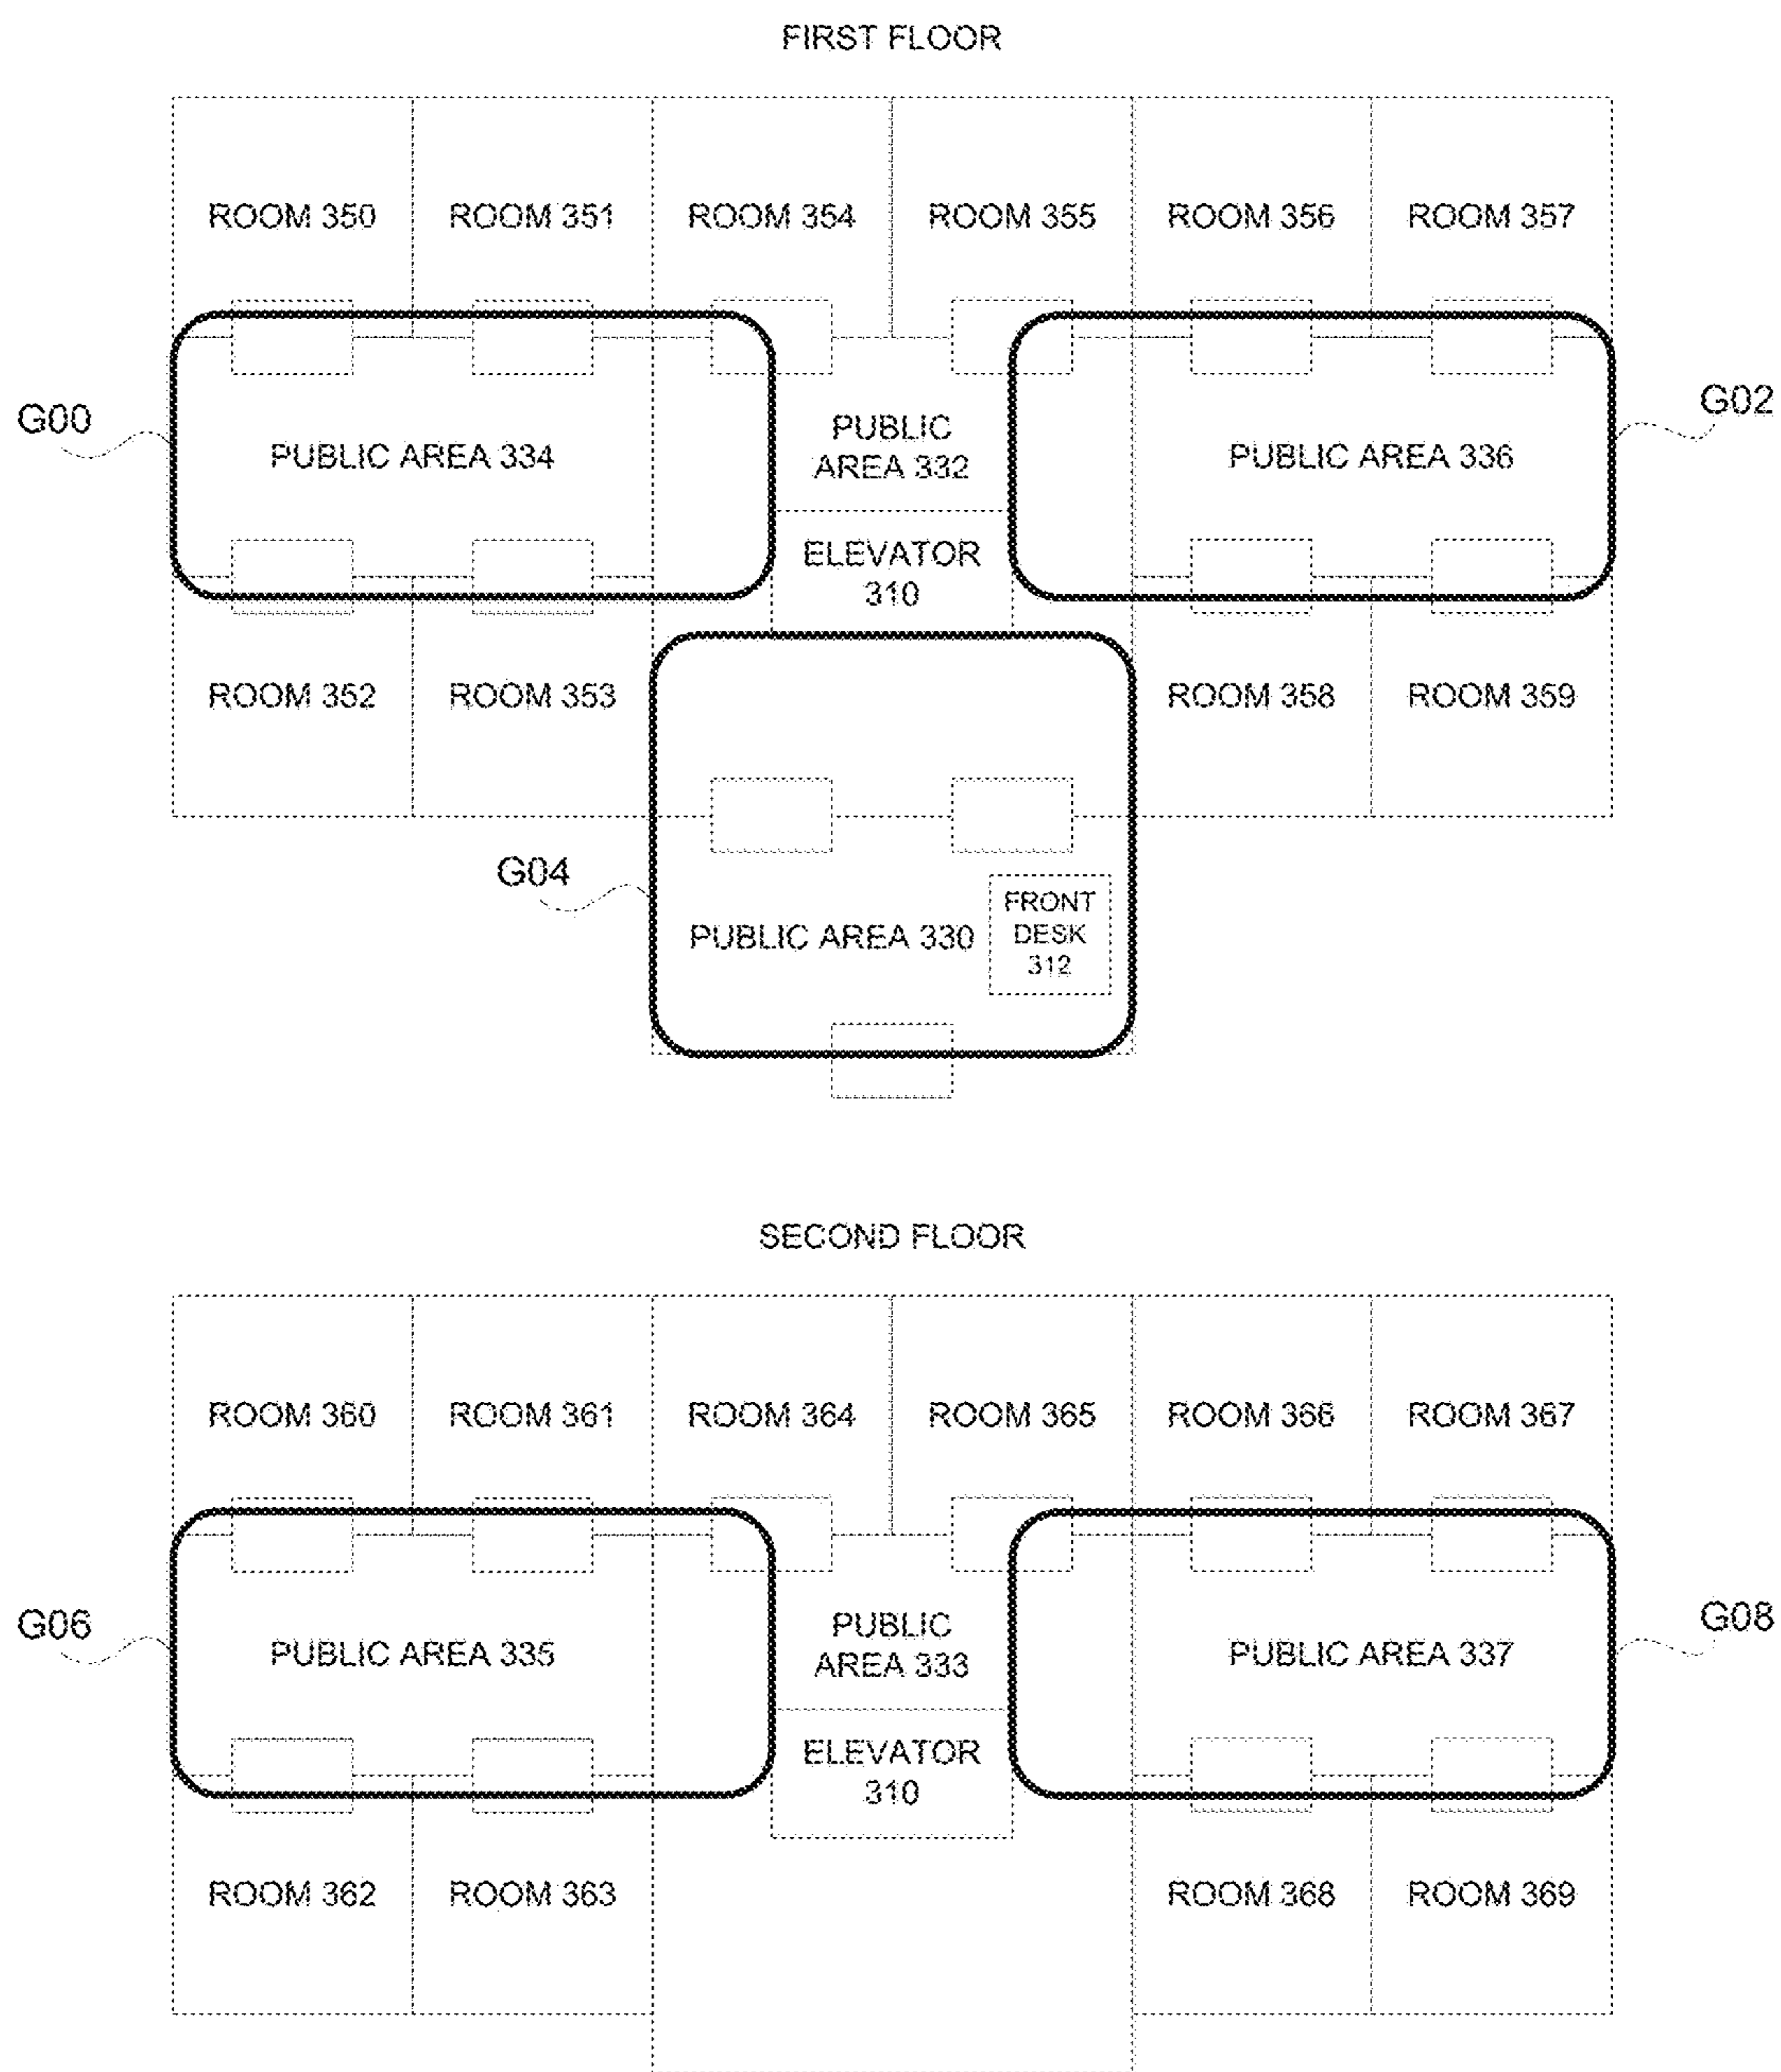 FIRST FLOOR
ROOM 350 ROOM 351 ROOM 354 ROOM 355 ROOM 356 ROOM 357
G00
G02
PUBLIC AREA 334
PUBLIC
AREA 332
PUBLIC AREA 336
ELEVATOR
310
ROOM 352 ROOM 353 ROOM 358 ROOM 359
G04
PUBLIC AREA 330
FRONT
DESK
312
SECOND FLOOR
ROOM 360 ROOM 361 ROOM 364 ROOM 365 ROOM 366 ROOM 367
G06
G08
PUBLIC AREA 335
PUBLIC
AREA 333
PUBLIC AREA 337
ELEVATOR
310
ROOM 362 ROOM 363 ROOM 368 ROOM 369